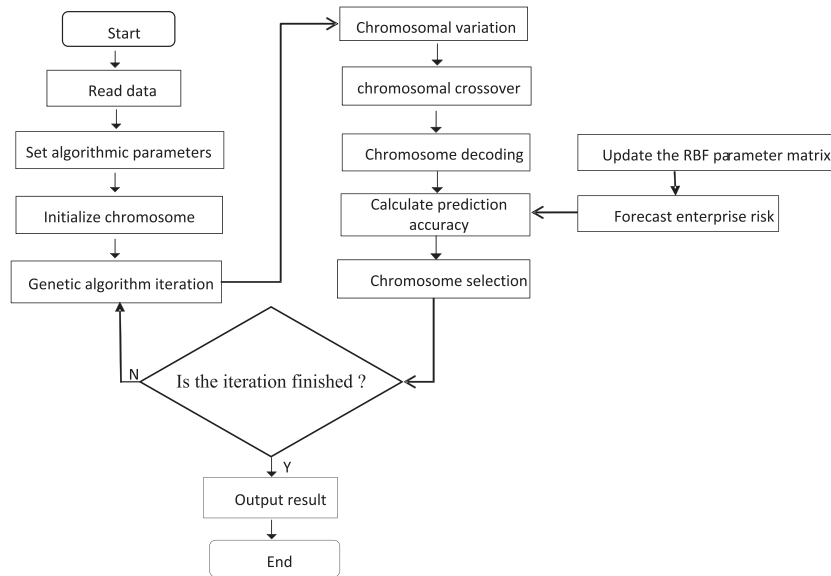 Start
Read data
Set algorithmic parameters
Initialize chromosome
Genetic algorithm iteration
Chromosomal variation
chromosomal crossover
Chromosome decoding
Calculate prediction
accuracy
Chromosome selection
Update the RBF parameter matrix
Forecast enterprise risk
Is the iteration finished ?
N
Y
Output result
End